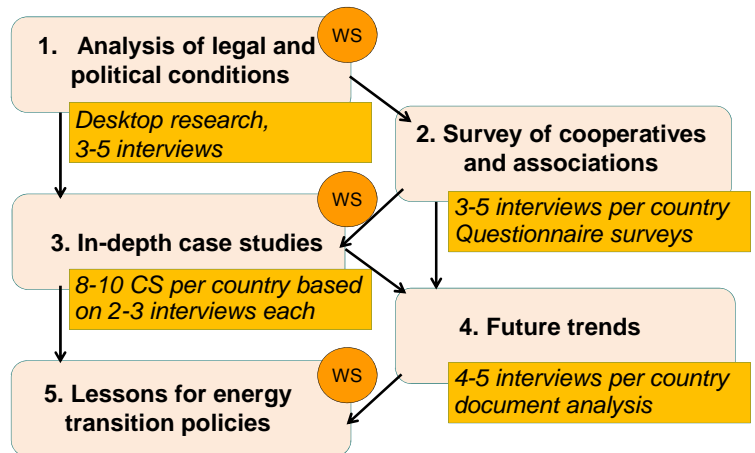 WS
1. Analysis of legal and
political conditions
Desktop research,
3-5 interviews
2. Survey of cooperatives
and associations
3-5 interviews per country
Questionnaire surveys
WS
3. In-depth case studies
8-10 CS per country based
on 2-3 interviews each
4. Future trends
4-5 interviews per country
document analysis
WS
5. Lessons for energy
transition policies